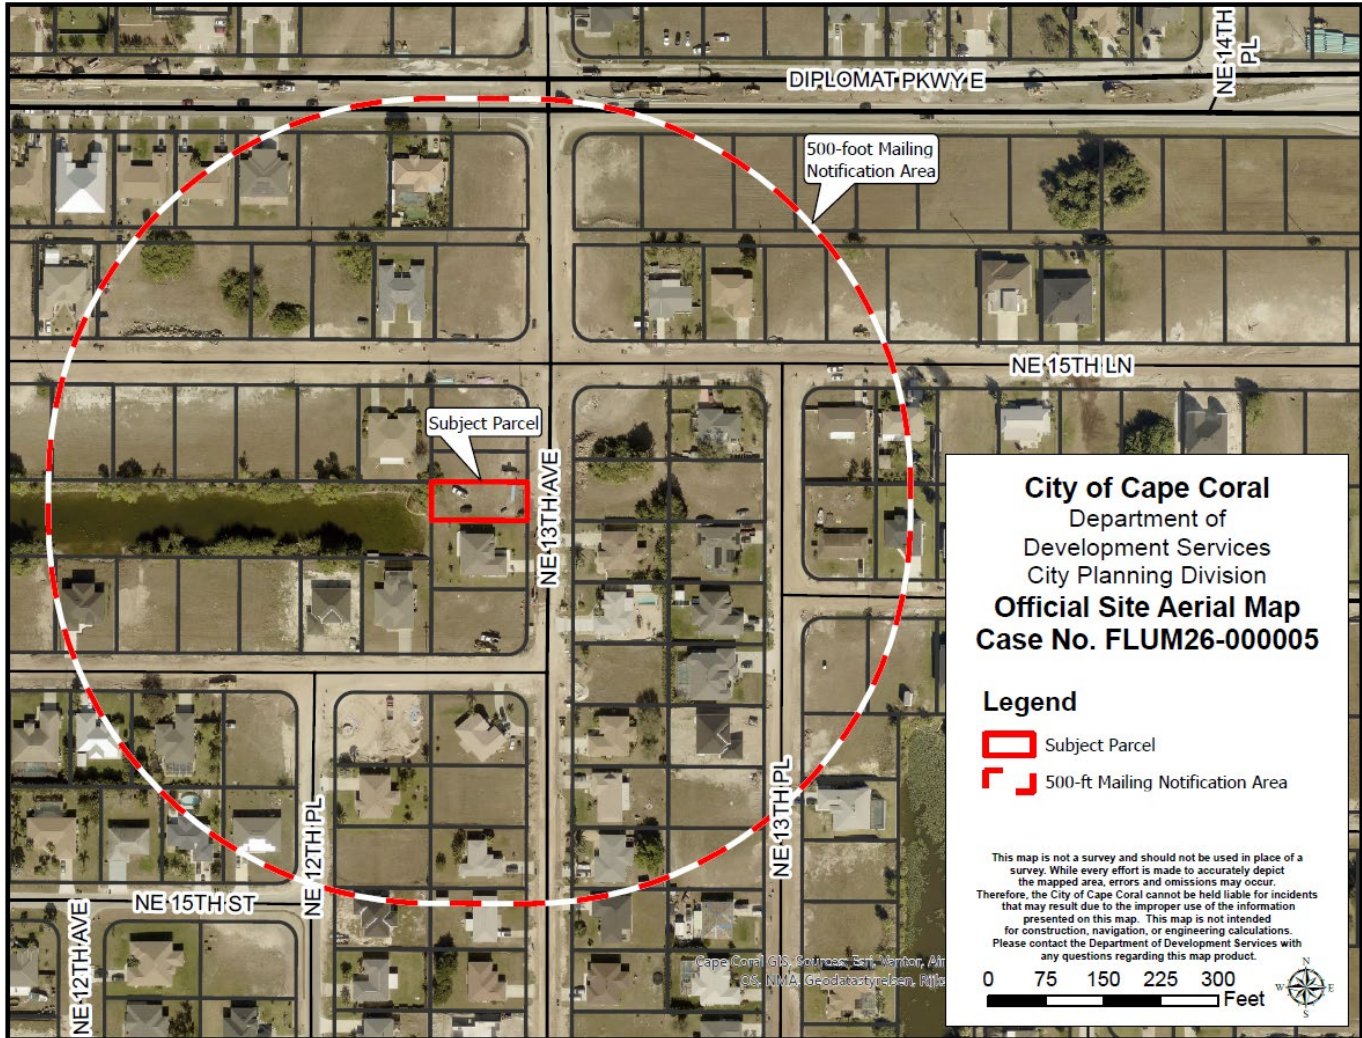 DIPLOMAT PKWY E
NE 14TH
PL
500-foot Mailing
Notification Area
NE 15TH LN
Subject Parcel
NE 13TH AVE
NE 13TH PL
NE 12TH PL
NE 15TH ST
NE 12TH AVE
City of Cape Coral
Department of
Development Services
City Planning Division
Official Site Aerial Map
Case No. FLUM26-000005
Legend
Subject Parcel
500-ft Mailing Notification Area
This map is not a survey and should not be used in place of a
survey. While every effort is made to accurately depict
the mapped area, errors and omissions may occur.
Therefore, the City of Cape Coral cannot be held liable for incidents
that may result due to the improper use of the information
presented on this map. This map is not intended
for construction, navigation, or engineering calculations.
Please contact the Department of Development Services with
any questions regarding this map product.
0 75 150 225 300
Feet
N
W E
S
Cape Coral GIS, Sources: Esri, Vantor, Air
NMA, Geodatastyrelsen, Rijks